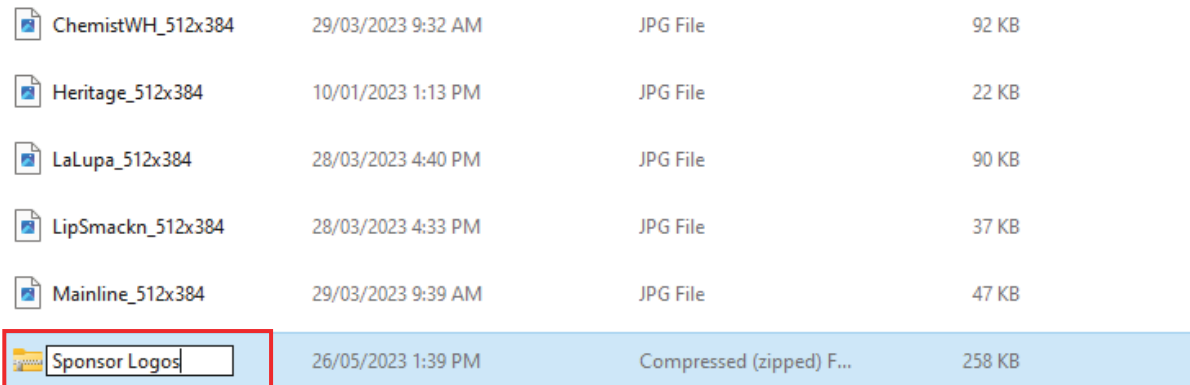 ChemistWH_512x384 29/03/2023 9:32 AM JPG File 92 KB
Heritage_512x384 10/01/2023 1:13 PM JPG File 22 KB
LaLupa_512x384 28/03/2023 4:40 PM JPG File 90 KB
LipSmackn_512x384 28/03/2023 4:33 PM JPG File 37 KB
Mainline_512x384 29/03/2023 9:39 AM JPG File 47 KB
Sponsor Logos 26/05/2023 1:39 PM Compressed (zipped) F... 258 KB